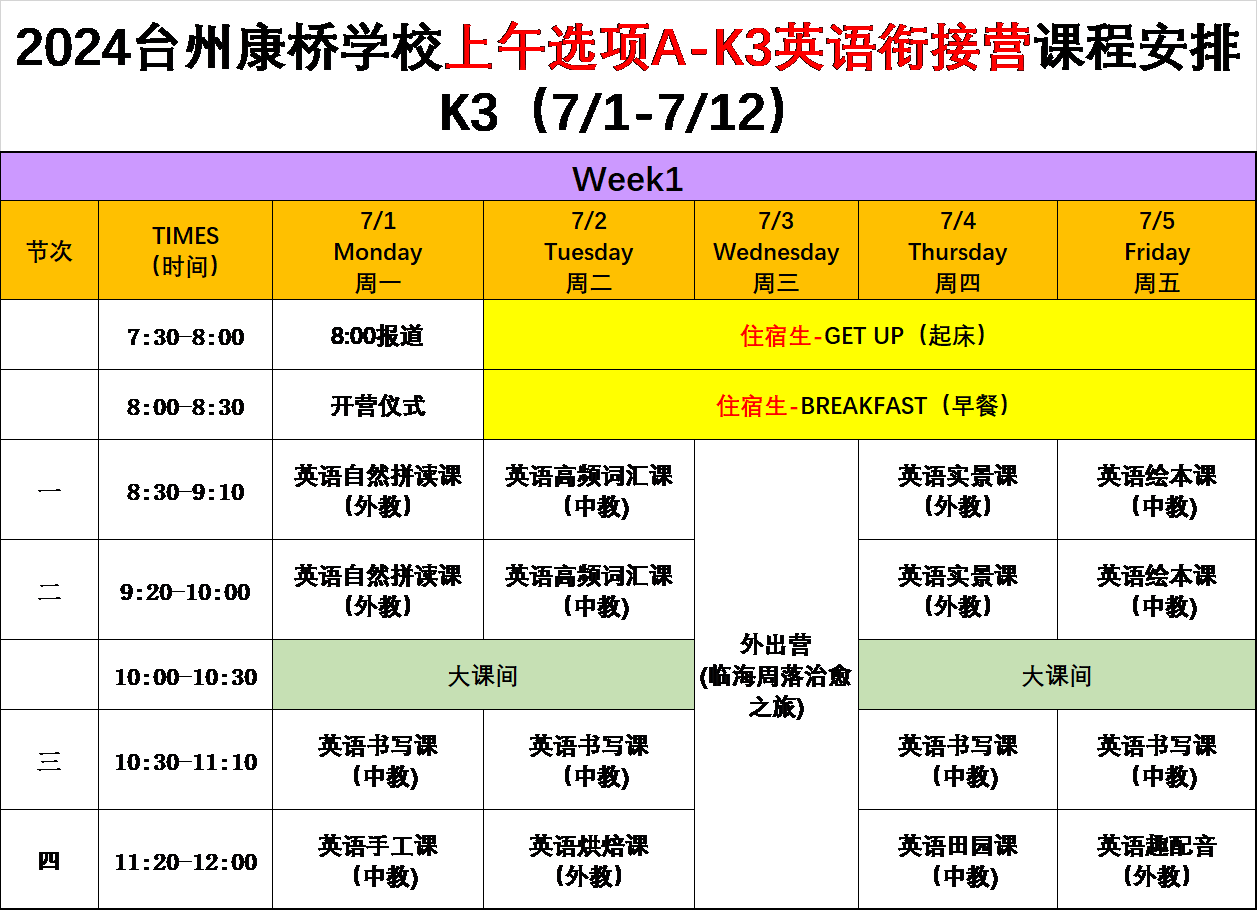 2024台州康桥学校上午选项A-K3英语衔接营课程安排
K3（7/1-7/12）
Week1
节次
TIMES
（时间）
7/1
Monday
周一
7/2
Tuesday
周二
7/3
Wednesday
周三
7/4
Thursday
周四
7/5
Friday
周五
7:30-8:00
8:00报道
住宿生-GET UP（起床）
8:00-8:30
开营仪式
住宿生-BREAKFAST（早餐）
一
8:30-9:10
英语自然拼读课
（外教）
英语高频词汇课
（中教)
外出营
(临海周落治愈
之旅)
英语实景课
（外教）
英语绘本课
（中教)
二
9:20-10:00
英语自然拼读课
（外教）
英语高频词汇课
（中教)
英语实景课
（外教）
英语绘本课
（中教)
10:00-10:30
大课间
大课间
三
10:30-11:10
英语书写课
（中教)
英语书写课
（中教)
英语书写课
（中教)
英语书写课
（中教)
四
11:20-12:00
英语手工课
（中教)
英语烘焙课
（外教）
英语田园课
（中教)
英语趣配音
（外教）